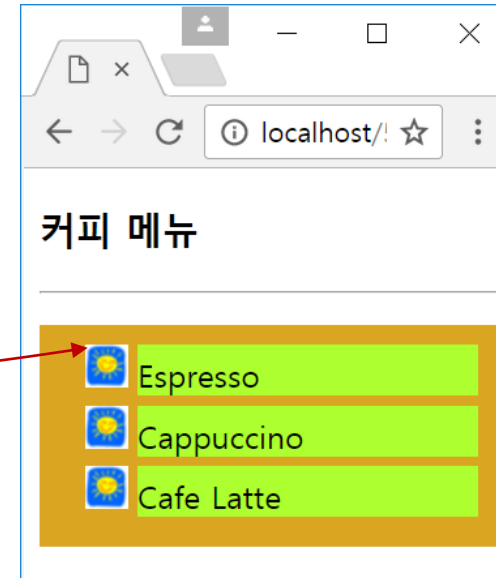 localhost/
커피 메뉴
Espresso
Cappuccino
Cafe Latte